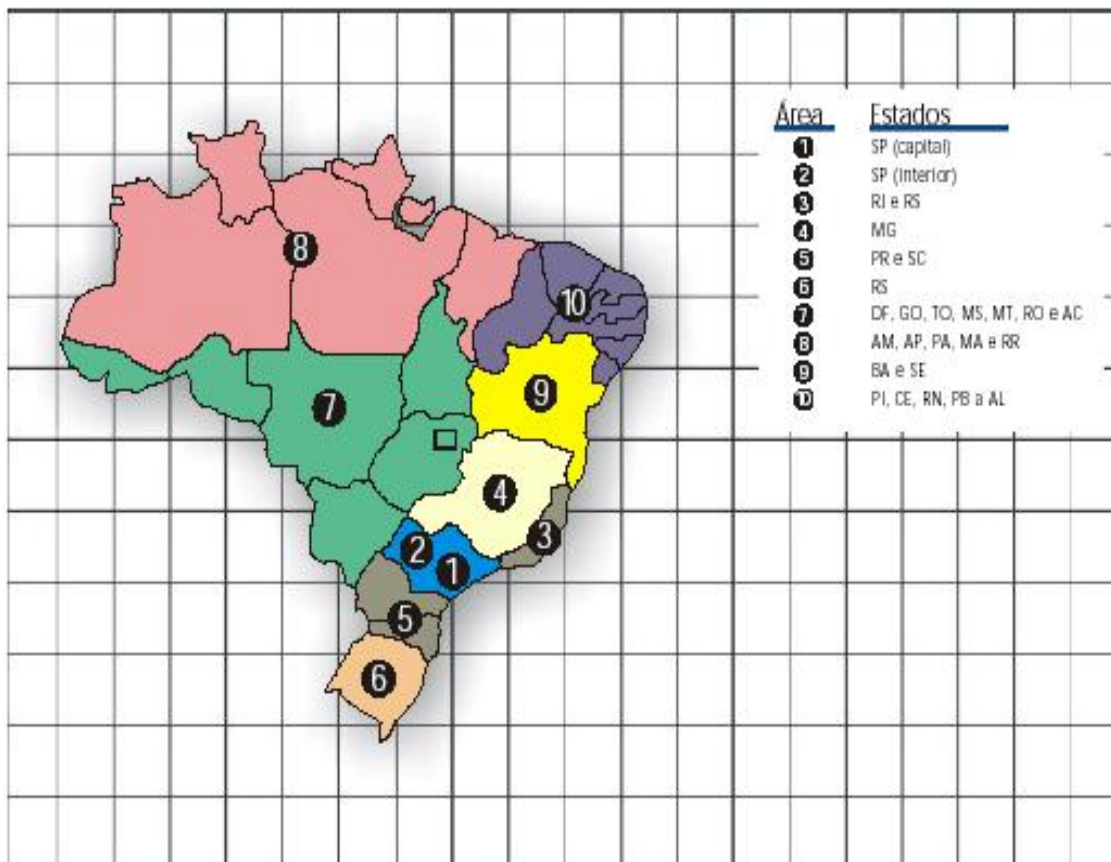 Área Estados
1 SP (capital)
2 SP (interior)
3 RJ e RS
4 MG
5 PR e SC
6 RS
7 DF, GO, TO, MS, MT, RO e AC
8 AM, AP, PA, MA e RR
9 BA e SE
10 PI, CE, RN, PB a AL
8
10
9
7
4
3
2
1
5
6